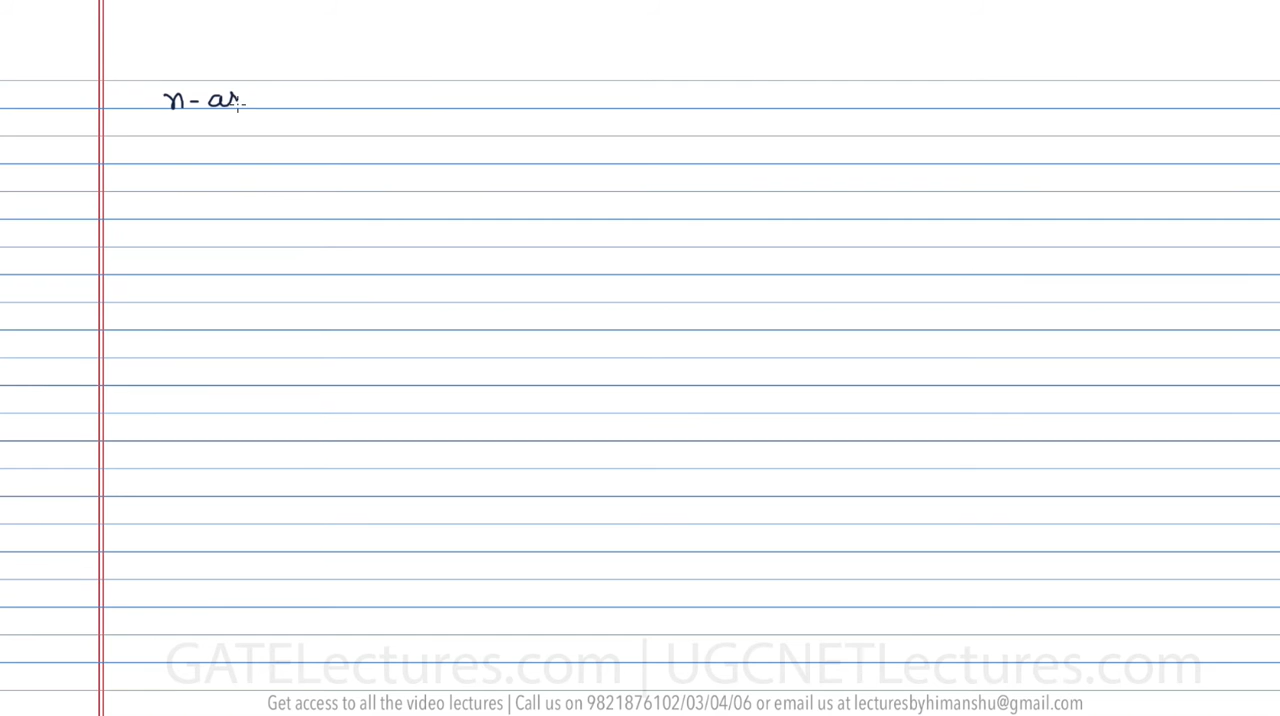 n-ar
GATELectures.com | UGCNETLectures.com
Get access to all the video lectures | Call us on 9821876102/03/04/06 or email us at lecturesbyhimanshu@gmail.com